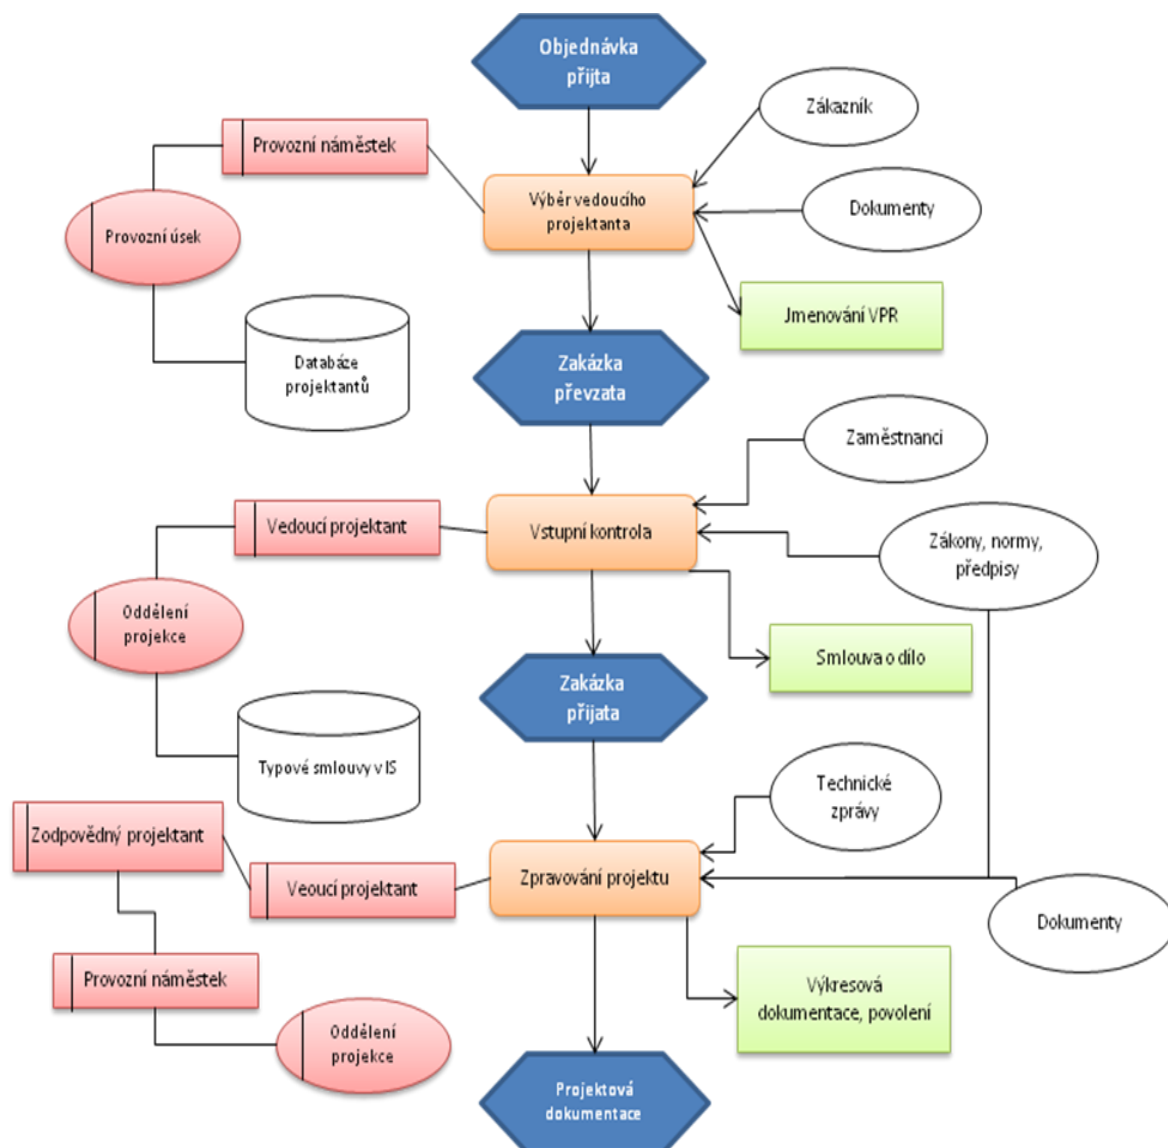 Objednávka
přijta
Zákazník
Provozní náměstek
Výběr vedoucího
projektanta
Dokumenty
Provozní úsek
Jmenování VPR
Databáze
projektantů
Zakázka
převzata
Zaměstnanci
Vedoucí projektant
Vstupní kontrola
Zákony, normy,
předpisy
Oddělení
projekce
Smlouva o dílo
Zakázka
přijata
Typové smlouvy v IS
Technické
zprávy
Zodpovědný projektant
Veoucí projektant
Zpravování projektu
Dokumenty
Provozní náměstek
Výkresová
dokumentace, povolení
Oddělení
projekce
Projektová
dokumentace